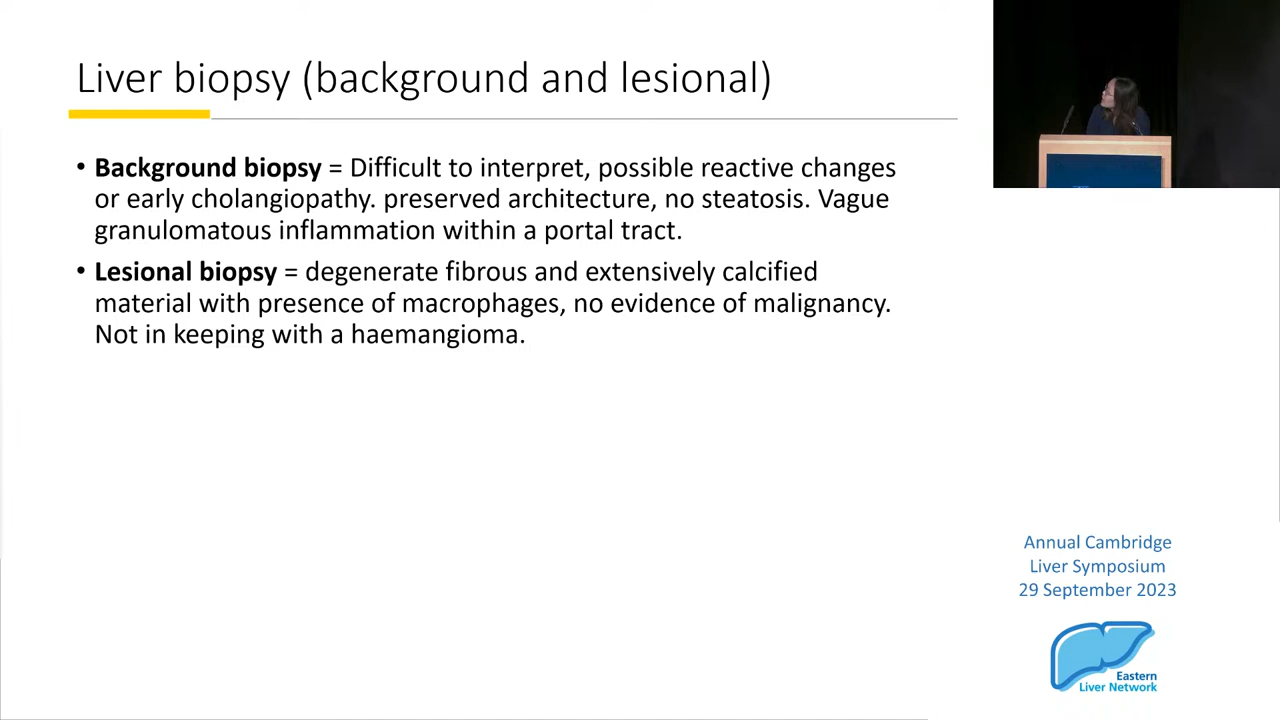 Liver biopsy (background and lesional)
• Background biopsy = Difficult to interpret, possible reactive changes
or early cholangiopathy. preserved architecture, no steatosis. Vague
granulomatous inflammation within a portal tract.
• Lesional biopsy = degenerate fibrous and extensively calcified
material with presence of macrophages, no evidence of malignancy.
Not in keeping with a haemangioma.
Annual Cambridge
Liver Symposium
29 September 2023
Eastern
Liver Network